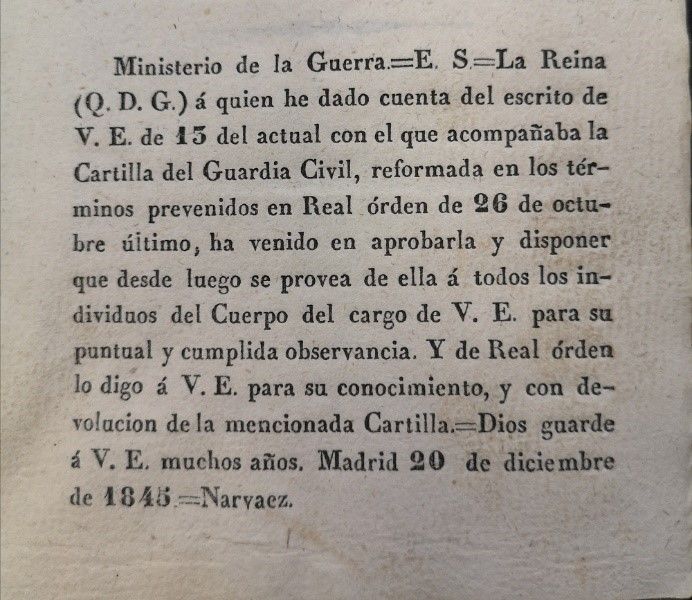 Ministerio de la Guerra.=E. S.=La Reina
(Q. D. G.) á quien he dado cuenta del escrito de
V. E. de 15 del actual con el que acompañaba la
Cartilla del Guardia Civil, reformada en los tér-
minos prevenidos en Real órden de 26 de octu-
bre último, ha venido en aprobarla y disponer
que desde luego se provea de ella á todos los in-
dividuos del Cuerpo del cargo de V. E. para su
puntual y cumplida observancia. Y de Real órden
lo digo á V. E. para su conocimiento, y con de-
volucion de la mencionada Cartilla.=Dios guarde
á V. E. muchos años. Madrid 20 de diciembre
de 1845.=Narvaez.